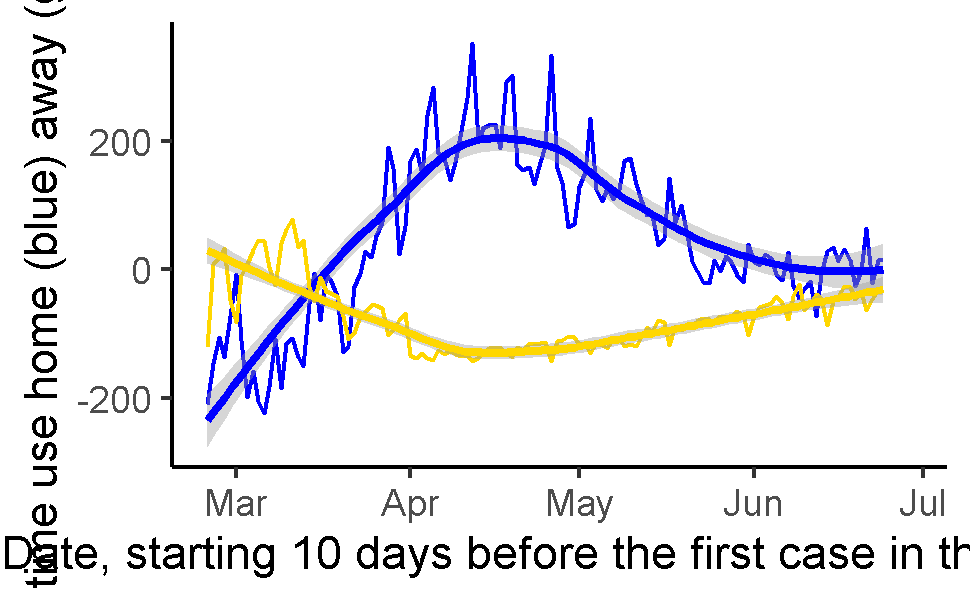 time use home (blue) away (
200
0
-200
Mar Apr May Jun Jul
Date, starting 10 days before the first case in th